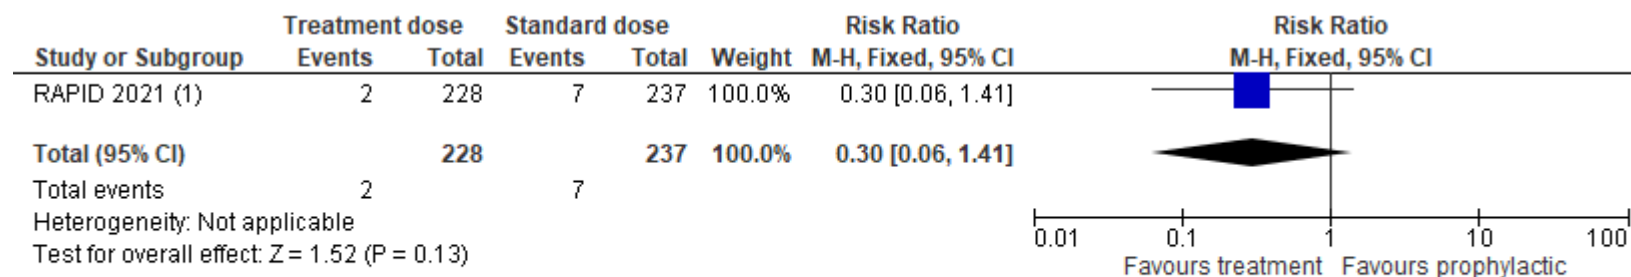 Treatment dose Standard dose Risk Ratio Risk Ratio
Study or Subgroup Events Total Events Total Weight M-H, Fixed, 95% CI M-H, Fixed, 95% CI
RAPID 2021 (1) 2 228 7 237 100.0% 0.30 [0.06, 1.41]
Total (95% CI) 228 237 100.0% 0.30 [0.06, 1.41]
Total events 2 7
Heterogeneity: Not applicable
Test for overall effect: Z = 1.52 (P = 0.13)
0.01 0.1 1 10 100
Favours treatment Favours prophylactic